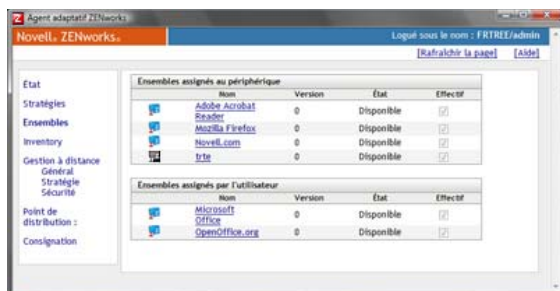 Agent adaptatif ZENworks
Novell® ZENworks®
Logué sous le nom : FRTREE/admin
[Rafraîchir la page] [Aide]
État
Stratégies
Ensembles
Inventory
Gestion à distance
Général
Stratégie
Sécurité
Point de
distribution :
Consignation
Ensembles assignés au périphérique
Nom Version État Effectif
Adobe Acrobat
Reader 0 Disponible
Mozilla Firefox 0 Disponible
Novell.com 0 Disponible
trte 0 Disponible
Ensembles assignés par l'utilisateur
Nom Version État Effectif
Microsoft
Office 0 Disponible
OpenOffice.org 0 Disponible